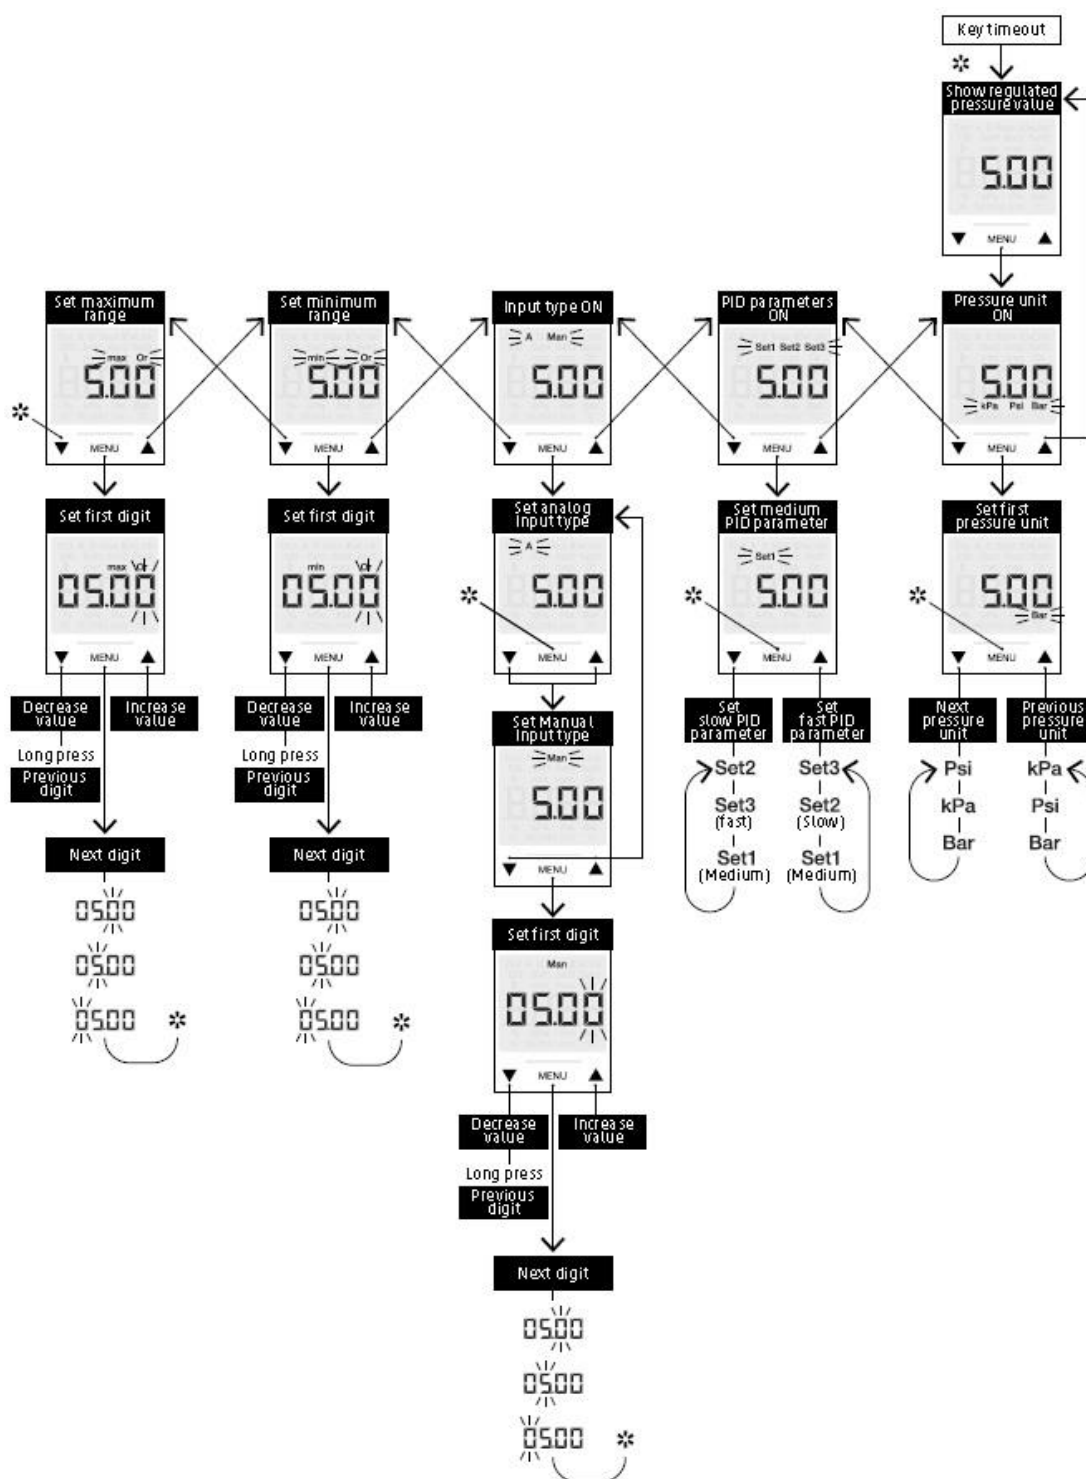 Key timeout
Show regulated
pressure value
5.00
MENU
Set maximum
range
max Or
5.00
MENU
Set minimum
range
min Or
5.00
MENU
Input type ON
A Man
5.00
MENU
PID parameters
ON
Set1 Set2 Set3
5.00
MENU
Pressure unit
ON
5.00
kPa Psi Bar
MENU
Set first digit
max Or
05.00
MENU
Decrease
value
Increase
value
Long press
Previous
digit
Next digit
05.00
05.00
05.00
Set first digit
min Or
05.00
MENU
Decrease
value
Increase
value
Long press
Previous
digit
Next digit
05.00
05.00
05.00
Set analog
Input type
A
5.00
MENU
Set Manual
Input type
Man
5.00
MENU
Set first digit
Man
05.00
MENU
Decrease
value
Increase
value
Long press
Previous
digit
Next digit
05.00
05.00
05.00
Set medium
PID parameter
Set1
5.00
MENU
Set
slow PID
parameter
Set2
Set3
(fast)
Set1
(Medium)
Set
fast PID
parameter
Set3
Set2
(Slow)
Set1
(Medium)
Set first
pressure unit
5.00
Bar
MENU
Next
pressure
unit
Psi
kPa
Bar
Previous
pressure
unit
kPa
Psi
Bar